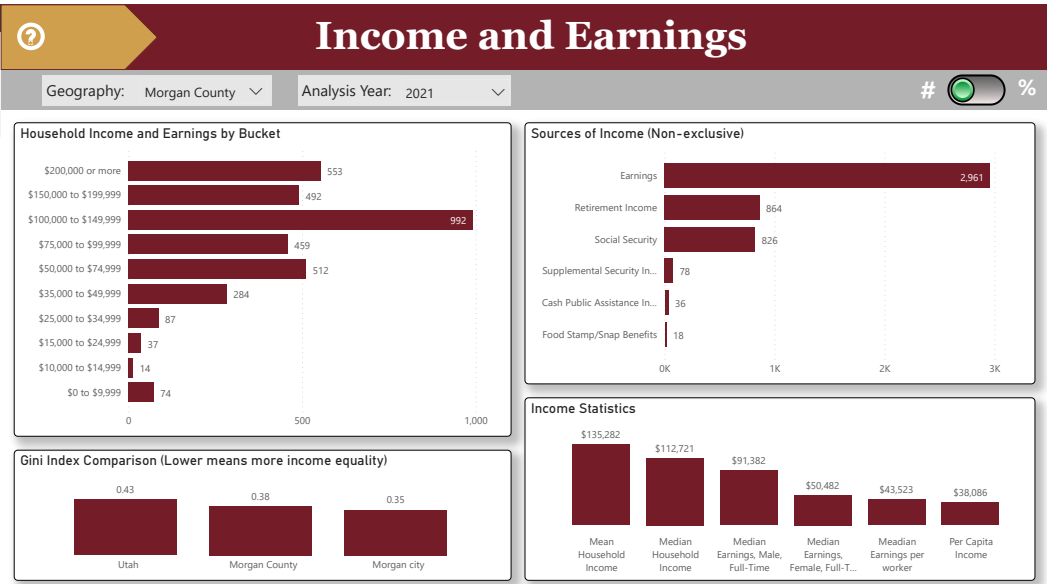 Income and Earnings
Geography: Morgan County
Analysis Year: 2021
# %
Household Income and Earnings by Bucket
$200,000 or more 553
$150,000 to $199,999 492
$100,000 to $149,999 992
$75,000 to $99,999 459
$50,000 to $74,999 512
$35,000 to $49,999 284
$25,000 to $34,999 87
$15,000 to $24,999 37
$10,000 to $14,999 14
$0 to $9,999 74
0 500 1,000
Sources of Income (Non-exclusive)
Earnings 2,961
Retirement Income 864
Social Security 826
Supplemental Security In... 78
Cash Public Assistance In... 36
Food Stamp/Snap Benefits 18
0K 1K 2K 3K
Gini Index Comparison (Lower means more income equality)
0.43 0.38 0.35
Utah Morgan County Morgan city
Income Statistics
$135,282 $112,721 $91,382 $50,482 $43,523 $38,086
Mean
Household
Income
Median
Household
Income
Median
Earnings, Male,
Full-Time
Median
Earnings,
Female, Full-T...
Meadian
Earnings per
worker
Per Capita
Income